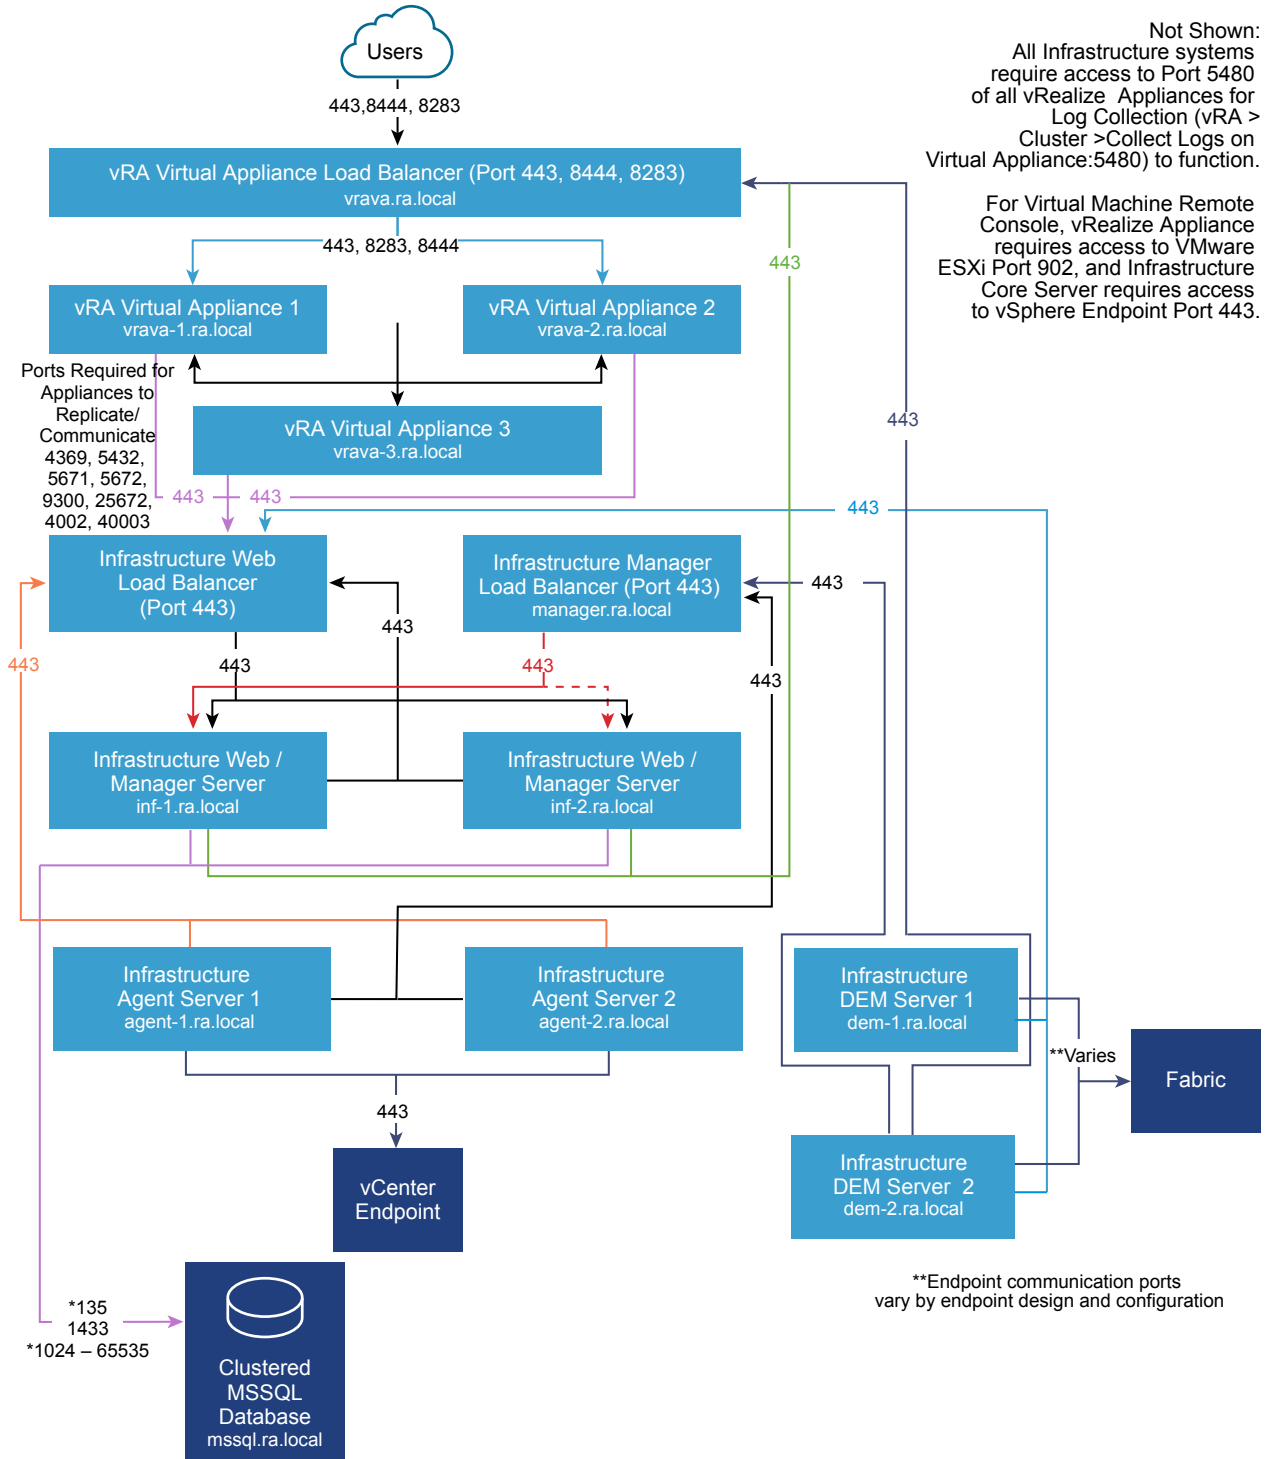 Users
443,8444, 8283
Not Shown:
All Infrastructure systems
require access to Port 5480
of all vRealize Appliances for
Log Collection (vRA >
Cluster >Collect Logs on
Virtual Appliance:5480) to function.
For Virtual Machine Remote
Console, vRealize Appliance
requires access to VMware
ESXi Port 902, and Infrastructure
Core Server requires access
to vSphere Endpoint Port 443.
vRA Virtual Appliance Load Balancer (Port 443, 8444, 8283)
vrava.ra.local
443, 8283, 8444
443
vRA Virtual Appliance 1
vrava-1.ra.local
vRA Virtual Appliance 2
vrava-2.ra.local
Ports Required for
Appliances to
Replicate/
Communicate
4369, 5432,
5671, 5672,
9300, 25672,
4002, 40003
vRA Virtual Appliance 3
vrava-3.ra.local
443
443
443
443
Infrastructure Web
Load Balancer
(Port 443)
Infrastructure Manager
Load Balancer (Port 443)
manager.ra.local
443
443
443
443
443
443
Infrastructure Web /
Manager Server
inf-1.ra.local
Infrastructure Web /
Manager Server
inf-2.ra.local
Infrastructure
Agent Server 1
agent-1.ra.local
Infrastructure
Agent Server 2
agent-2.ra.local
Infrastructure
DEM Server 1
dem-1.ra.local
**Varies
Fabric
443
vCenter
Endpoint
Infrastructure
DEM Server 2
dem-2.ra.local
**Endpoint communication ports
vary by endpoint design and configuration
*135
1433
*1024 – 65535
Clustered
MSSQL
Database
mssql.ra.local